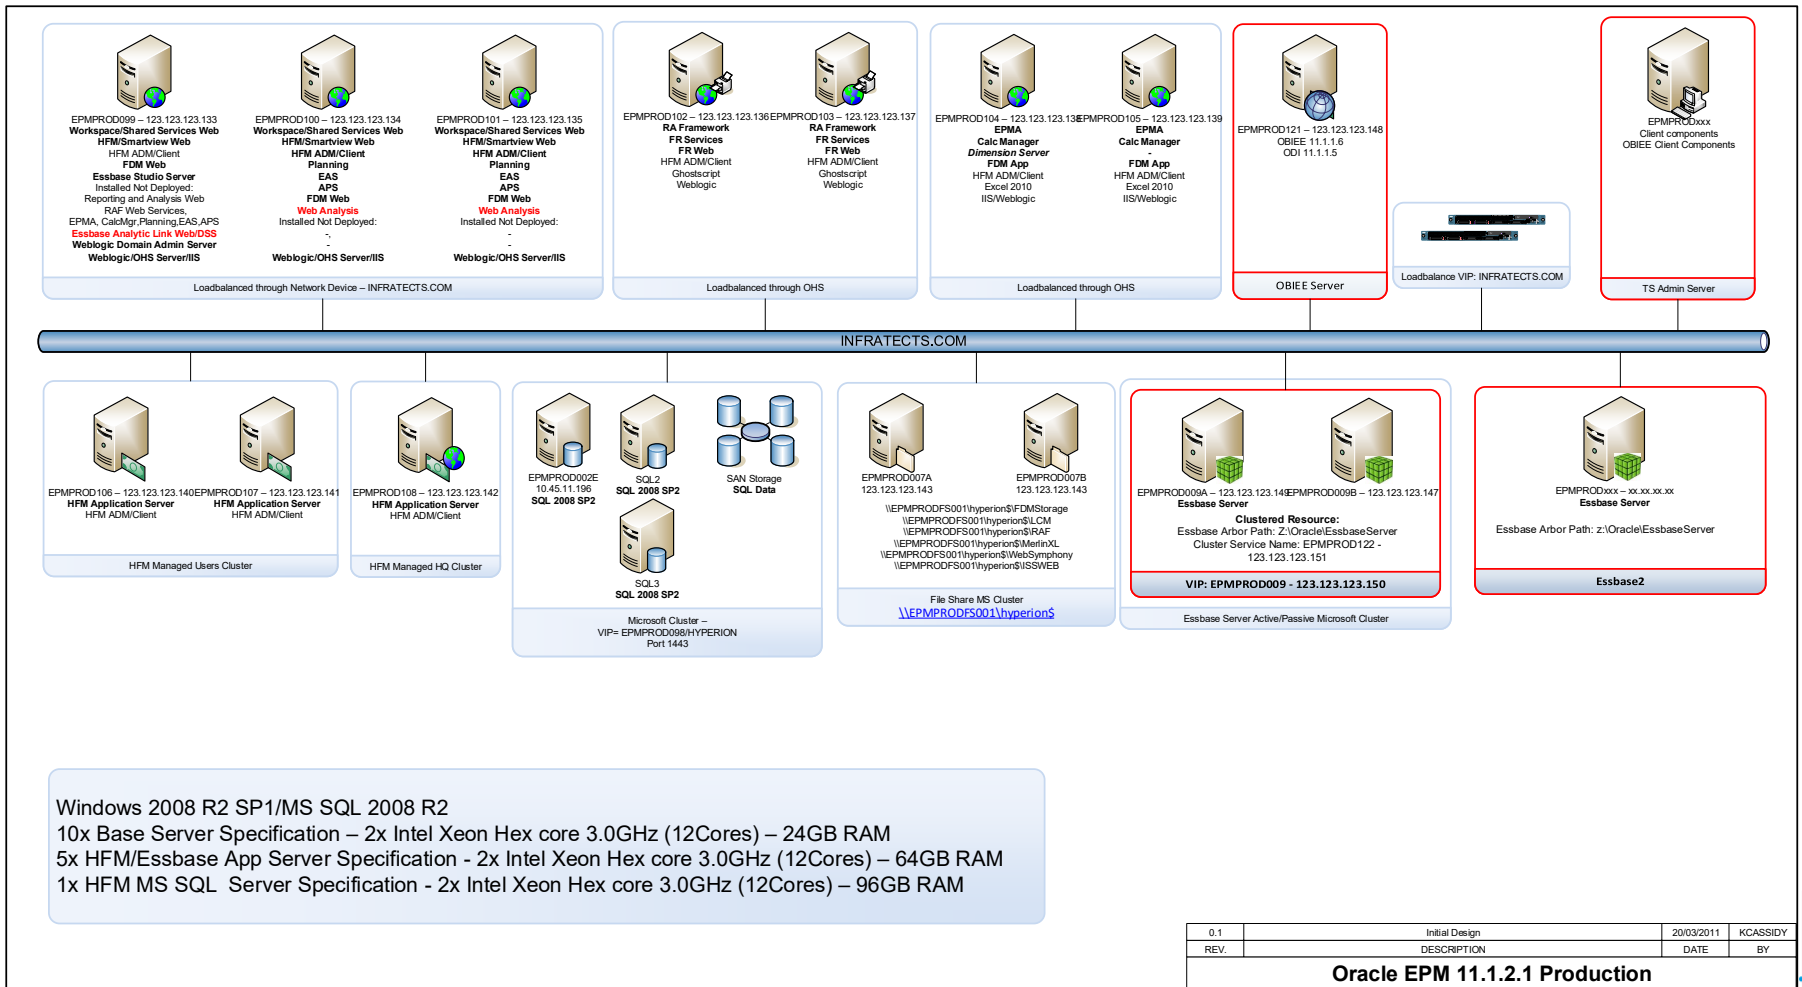 EPMPROD099 – 123.123.123.133
Workspace/Shared Services Web
HFM/Smartview Web
HFM ADM/Client
FDM Web
Essbase Studio Server
Installed Not Deployed:
Reporting and Analysis Web
RAF Web Services,
EPMA, CalcMgr,Planning,EAS,APS
Essbase Analytic Link Web/DSS
Weblogic Domain Admin Server
Weblogic/OHS Server/IIS
EPMPROD100 – 123.123.123.134
Workspace/Shared Services Web
HFM/Smartview Web
HFM ADM/Client
Planning
EAS
APS
FDM Web
Web Analysis
Installed Not Deployed:
-,
-
Weblogic/OHS Server/IIS
EPMPROD101 – 123.123.123.135
Workspace/Shared Services Web
HFM/Smartview Web
HFM ADM/Client
Planning
EAS
APS
FDM Web
Web Analysis
Installed Not Deployed:
-
-
Weblogic/OHS Server/IIS
Loadbalanced through Network Device – INFRATECTS.COM
EPMPROD102 – 123.123.123.136
RA Framework
FR Services
FR Web
HFM ADM/Client
Ghostscript
Weblogic
EPMPROD103 – 123.123.123.137
RA Framework
FR Services
FR Web
HFM ADM/Client
Ghostscript
Weblogic
Loadbalanced through OHS
EPMPROD104 – 123.123.123.138
EPMA
Calc Manager
Dimension Server
FDM App
HFM ADM/Client
Excel 2010
IIS/Weblogic
EPMPROD105 – 123.123.123.139
EPMA
Calc Manager
-
FDM App
HFM ADM/Client
Excel 2010
IIS/Weblogic
Loadbalanced through OHS
EPMPROD121 – 123.123.123.148
OBIEE 11.1.1.6
ODI 11.1.1.5
OBIEE Server
Loadbalance VIP: INFRATECTS.COM
EPMPRODxxx
Client components
OBIEE Client Components
TS Admin Server
INFRATECTS.COM
EPMPROD106 – 123.123.123.140
HFM Application Server
HFM ADM/Client
EPMPROD107 – 123.123.123.141
HFM Application Server
HFM ADM/Client
HFM Managed Users Cluster
EPMPROD108 – 123.123.123.142
HFM Application Server
HFM ADM/Client
HFM Managed HQ Cluster
EPMPROD002E
10.45.11.196
SQL 2008 SP2
SQL2
SQL 2008 SP2
SAN Storage
SQL Data
SQL3
SQL 2008 SP2
Microsoft Cluster –
VIP= EPMPROD098/HYPERION
Port 1443
EPMPROD007A
123.123.123.143
EPMPROD007B
123.123.123.143
\\EPMPRODFS001\hyperion$\FDMStorage
\\EPMPRODFS001\hyperion$\LCM
\\EPMPRODFS001\hyperion$\RAF
\\EPMPRODFS001\hyperion$\MerlinXL
\\EPMPRODFS001\hyperion$\WebSymphony
\\EPMPRODFS001\hyperion$\ISSWEB
File Share MS Cluster
\\EPMPRODFS001\hyperion$
EPMPROD009A – 123.123.123.149
Essbase Server
EPMPROD009B – 123.123.123.147
Clustered Resource:
Essbase Arbor Path: Z:\Oracle\EssbaseServer
Cluster Service Name: EPMPROD122 -
123.123.123.151
VIP: EPMPROD009 - 123.123.123.150
Essbase Server Active/Passive Microsoft Cluster
EPMPRODxxx – xx.xx.xx.xx
Essbase Server
Essbase Arbor Path: z:\Oracle\EssbaseServer
Essbase2
Windows 2008 R2 SP1/MS SQL 2008 R2
10x Base Server Specification – 2x Intel Xeon Hex core 3.0GHz (12Cores) – 24GB RAM
5x HFM/Essbase App Server Specification - 2x Intel Xeon Hex core 3.0GHz (12Cores) – 64GB RAM
1x HFM MS SQL Server Specification - 2x Intel Xeon Hex core 3.0GHz (12Cores) – 96GB RAM
0.1 Initial Design 20/03/2011 KCASSIDY
REV. DESCRIPTION DATE BY
Oracle EPM 11.1.2.1 Production